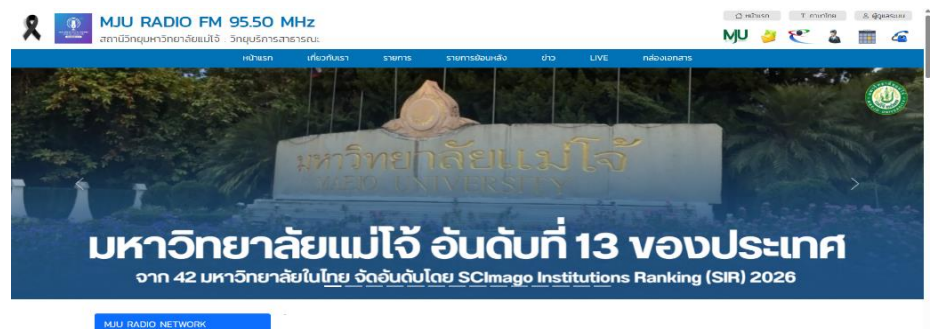 MJU RADIO FM 95.50 MHz
สถานีวิทยุมหาวิทยาลัยแม่โจ้ : วิทยุบริการสาธารณะ
หน้าแรก ภาษาไทย ผู้ดูแลระบบ
MJU
หน้าแรก เกี่ยวกับเรา รายการ รายการย้อนหลัง ข่าว LIVE กล่องเอกสาร
มหาวิทยาลัยแม่โจ้
MAEJO UNIVERSITY
มหาวิทยาลัยแม่โจ้ อันดับที่ 13 ของประเทศ
จาก 42 มหาวิทยาลัยในไทย จัดอันดับโดย SCImago Institutions Ranking (SIR) 2026
MJU RADIO NETWORK